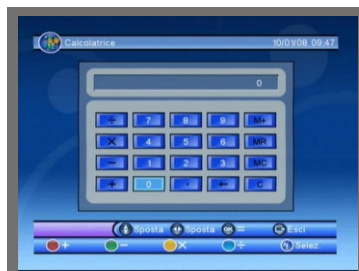 Calcolatrice 10/01/08 09:47
0
÷ 7 8 9 M+
× 4 5 6 MR
− 1 2 3 MC
+ 0 · ← C
Sposta Sposta OK = Esci
+ − × ÷ Selez.